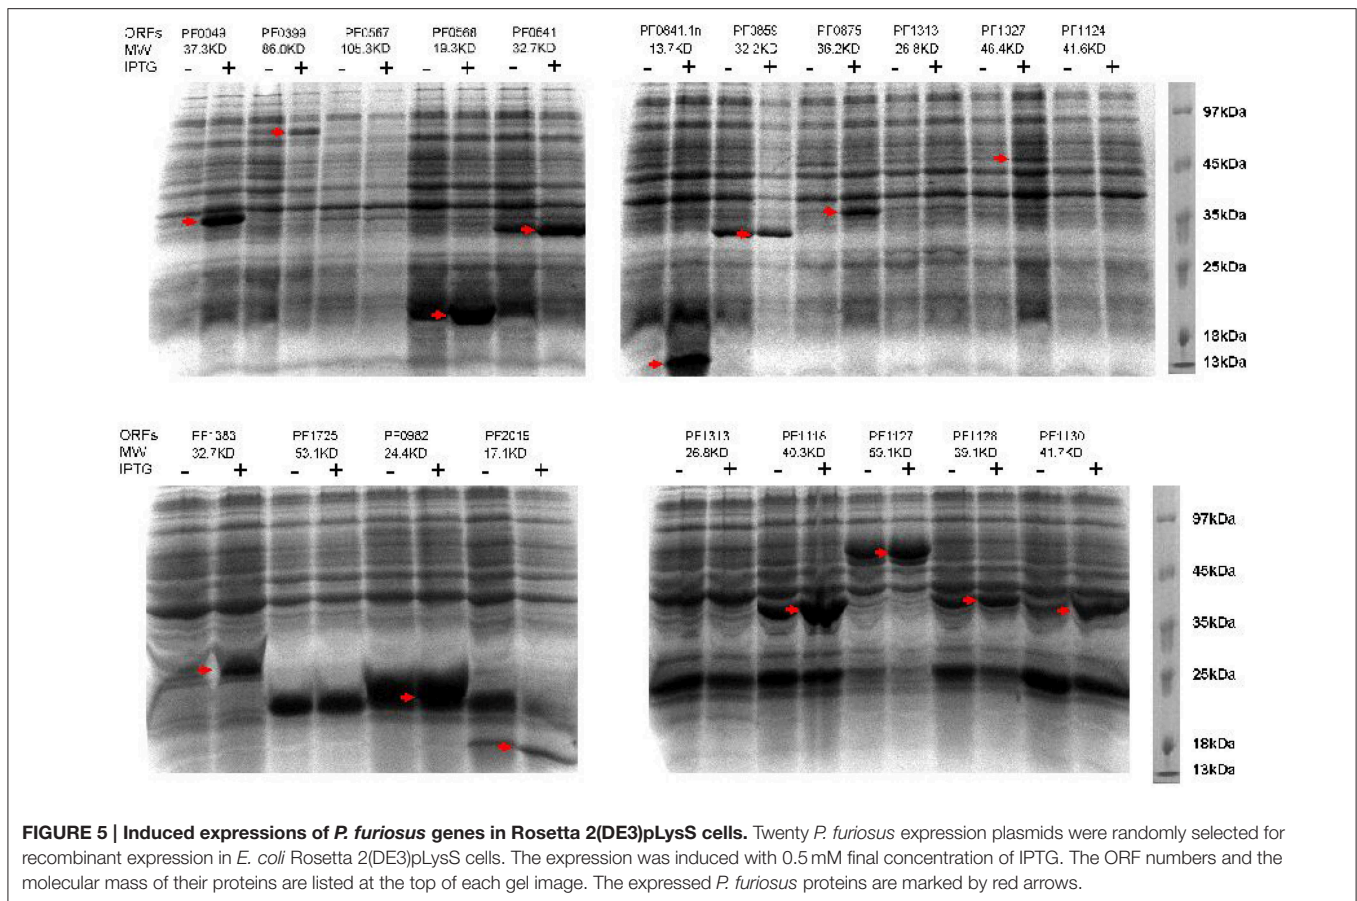 ORFs PF0049 PF0399 PF0567 PF0568 PF0641
MW 37.3KD 86.0KD 105.3KD 19.3KD 32.7KD
IPTG - + - + - + - + - +
ORFs PF0841.1n PF0859 PF0875 PF1313 PF1327 PF1124
13.7KD 32.2KD 36.2KD 26.8KD 46.4KD 41.6KD
- + - + - + - + - + - +
97kDa
45kDa
35kDa
25kDa
18kDa
13kDa
ORFs PF1383 PF1725 PF0982 PF2019
MW 32.7KD 53.1KD 24.4KD 17.1KD
IPTG - + - + - + - +
PF1313 PF1116 PF1127 PF1128 PF1130
26.8KD 40.3KD 59.1KD 39.1KD 41.7KD
- + - + - + - + - +
97kDa
45kDa
35kDa
25kDa
18kDa
13kDa
FIGURE 5 | Induced expressions of P. furiosus genes in Rosetta 2(DE3)pLysS cells. Twenty P. furiosus expression plasmids were randomly selected for
recombinant expression in E. coli Rosetta 2(DE3)pLysS cells. The expression was induced with 0.5 mM final concentration of IPTG. The ORF numbers and the
molecular mass of their proteins are listed at the top of each gel image. The expressed P. furiosus proteins are marked by red arrows.